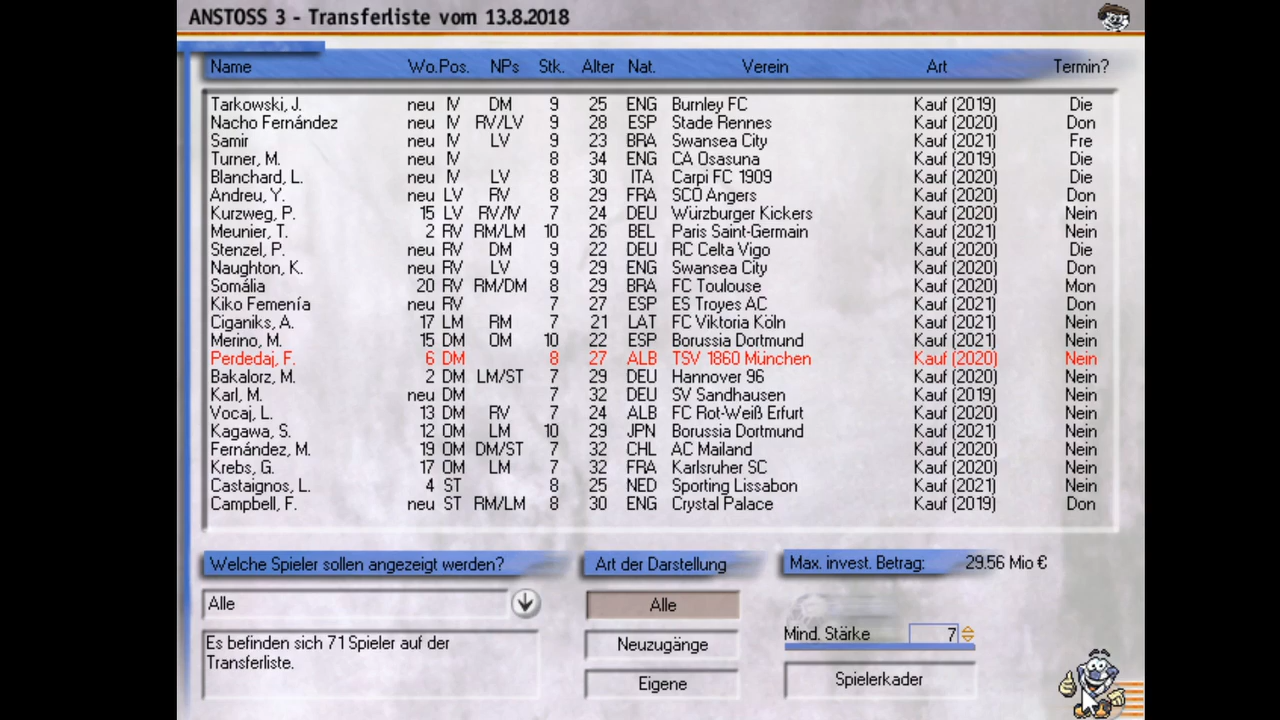 ANSTOSS 3 - Transferliste vom 13.8.2018
Name Wo. Pos. NPs Stk. Alter Nat. Verein Art Termin?
Tarkowski, J. neu IV DM 9 25 ENG Burnley FC Kauf (2019) Die
Nacho Fernández neu IV RV/LV 9 28 ESP Stade Rennes Kauf (2020) Don
Samir neu IV LV 9 23 BRA Swansea City Kauf (2021) Fre
Turner, M. neu IV 8 34 ENG CA Osasuna Kauf (2019) Die
Blanchard, L. neu IV LV 8 30 ITA Carpi FC 1909 Kauf (2020) Die
Andreu, Y. neu LV RV 8 29 FRA SCO Angers Kauf (2020) Don
Kurzweg, P. 15 LV RV/IV 7 24 DEU Würzburger Kickers Kauf (2020) Nein
Meunier, T. 2 RV RM/LM 10 26 BEL Paris Saint-Germain Kauf (2021) Nein
Stenzel, P. neu RV DM 9 22 DEU RC Celta Vigo Kauf (2020) Die
Naughton, K. neu RV LV 9 29 ENG Swansea City Kauf (2020) Don
Somália 20 RV RM/DM 8 29 BRA FC Toulouse Kauf (2020) Mon
Kiko Femenía neu RV 7 27 ESP ES Troyes AC Kauf (2021) Don
Ciganiks, A. 17 LM RM 7 21 LAT FC Viktoria Köln Kauf (2021) Nein
Merino, M. 15 DM OM 10 22 ESP Borussia Dortmund Kauf (2021) Nein
Perdedaj, F. 6 DM 8 27 ALB TSV 1860 München Kauf (2020) Nein
Bakalorz, M. 2 DM LM/ST 7 29 DEU Hannover 96 Kauf (2020) Nein
Karl, M. neu DM 7 32 DEU SV Sandhausen Kauf (2019) Nein
Vocaj, L. 13 DM RV 7 24 ALB FC Rot-Weiß Erfurt Kauf (2020) Nein
Kagawa, S. 12 OM LM 10 29 JPN Borussia Dortmund Kauf (2021) Nein
Fernández, M. 19 OM DM/ST 7 32 CHL AC Mailand Kauf (2020) Nein
Krebs, G. 17 OM LM 7 32 FRA Karlsruher SC Kauf (2020) Nein
Castaignos, L. 4 ST 8 25 NED Sporting Lissabon Kauf (2021) Nein
Campbell, F. neu ST RM/LM 8 30 ENG Crystal Palace Kauf (2019) Don
Welche Spieler sollen angezeigt werden? Art der Darstellung Max. invest. Betrag: 29.56 Mio €
Alle Alle
Mind. Stärke 7
Es befinden sich 71 Spieler auf der Neuzugänge
Transferliste.
Eigene Spielerkader